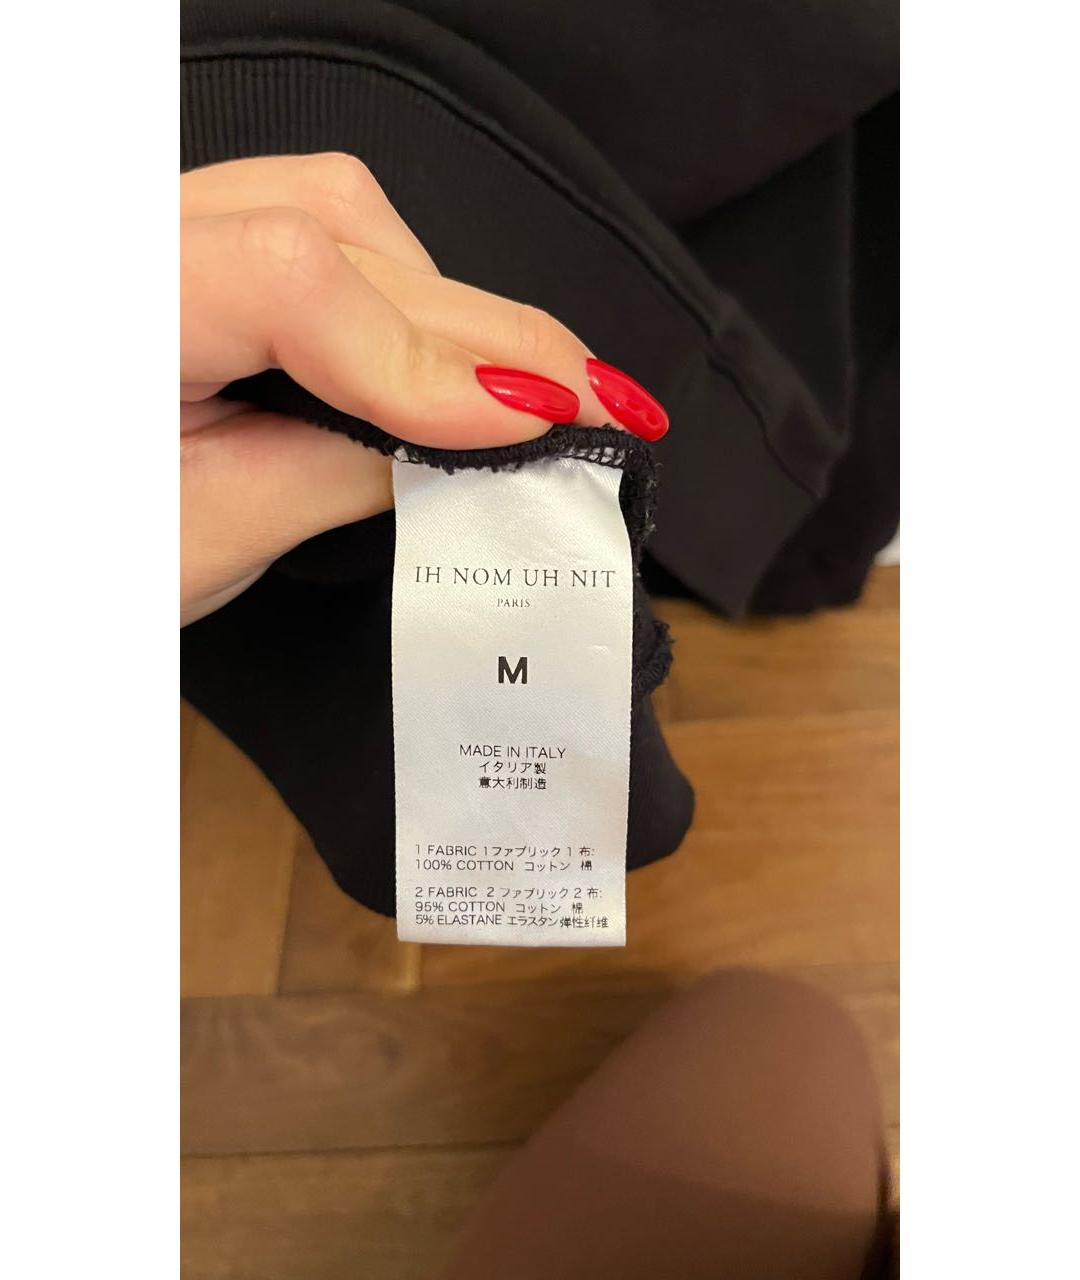 IH NOM UH NIT
PARIS
M
MADE IN ITALY
イタリア製
意大利制造
1 FABRIC 1ファブリック 1 布:
100% COTTON コットン 棉
2 FABRIC 2 ファブリック 2 布:
95% COTTON コットン 棉
5% ELASTANE エラスタン 弹性纤维